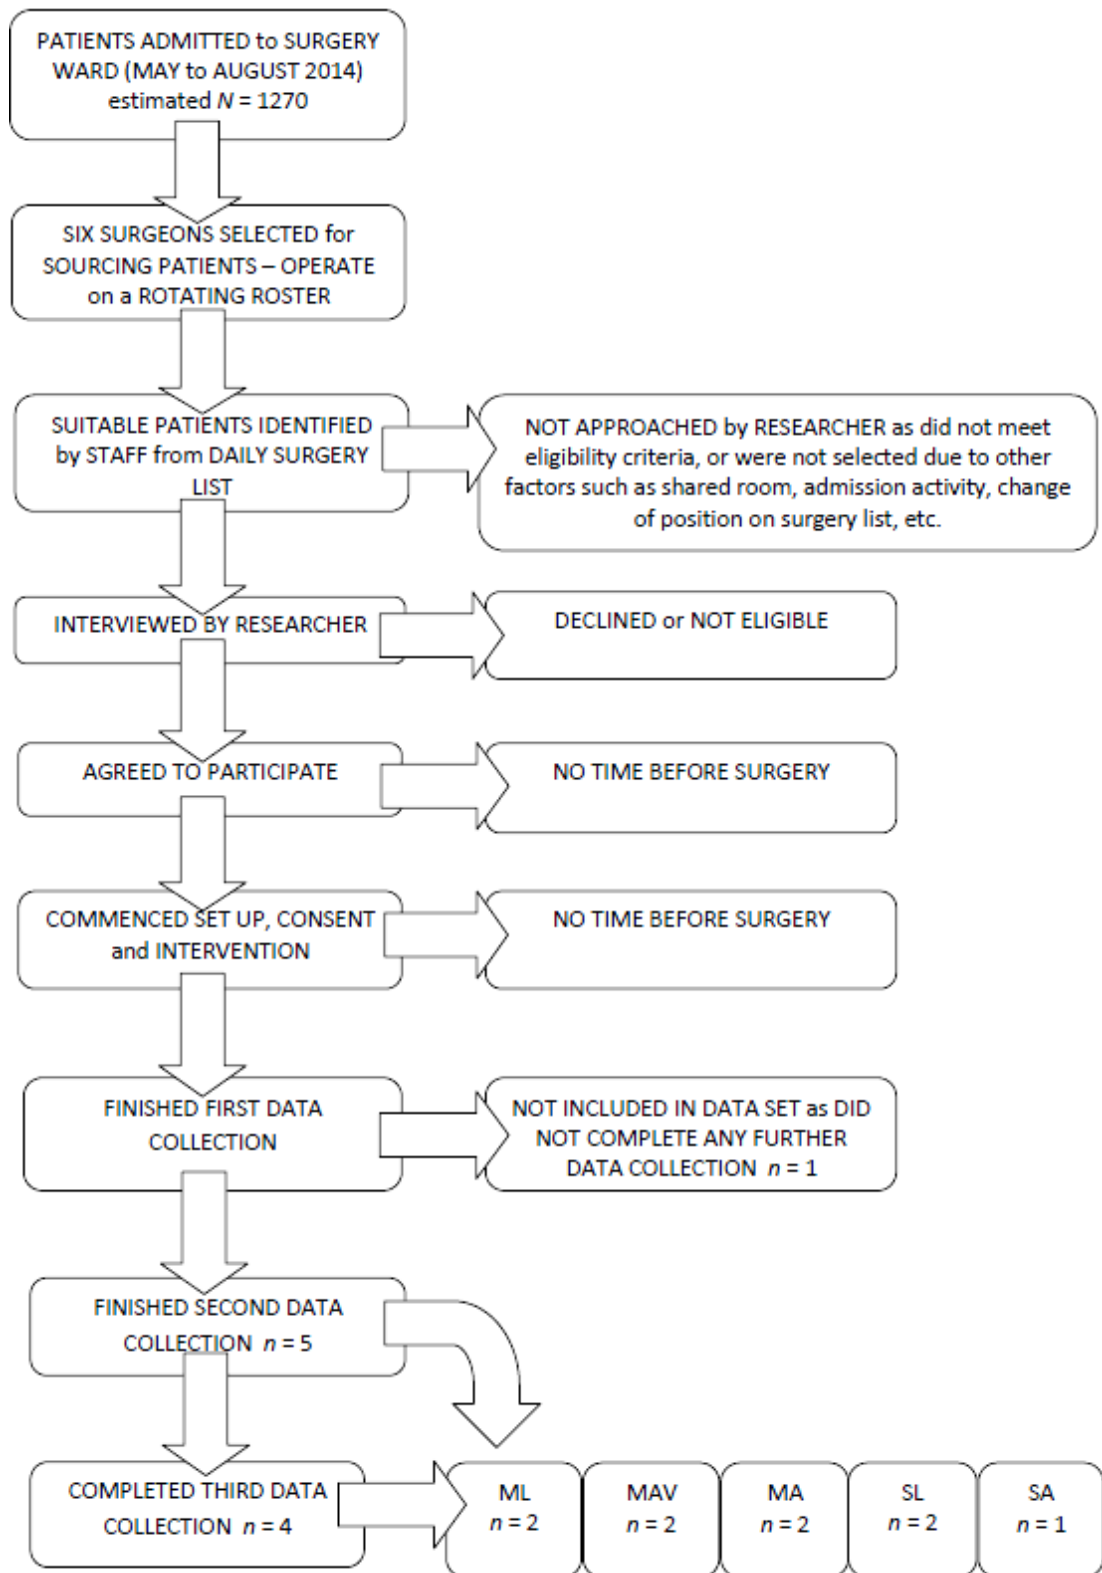 PATIENTS ADMITTED to SURGERY
WARD (MAY to AUGUST 2014)
estimated N = 1270
SIX SURGEONS SELECTED for
SOURCING PATIENTS – OPERATE
on a ROTATING ROSTER
SUITABLE PATIENTS IDENTIFIED
by STAFF from DAILY SURGERY
LIST
NOT APPROACHED by RESEARCHER as did not meet
eligibility criteria, or were not selected due to other
factors such as shared room, admission activity, change
of position on surgery list, etc.
INTERVIEWED BY RESEARCHER
DECLINED or NOT ELIGIBLE
AGREED TO PARTICIPATE
NO TIME BEFORE SURGERY
COMMENCED SET UP, CONSENT
and INTERVENTION
NO TIME BEFORE SURGERY
FINISHED FIRST DATA
COLLECTION
NOT INCLUDED IN DATA SET as DID
NOT COMPLETE ANY FURTHER
DATA COLLECTION n = 1
FINISHED SECOND DATA
COLLECTION n = 5
COMPLETED THIRD DATA
COLLECTION n = 4
ML
n = 2
MAV
n = 2
MA
n = 2
SL
n = 2
SA
n = 1